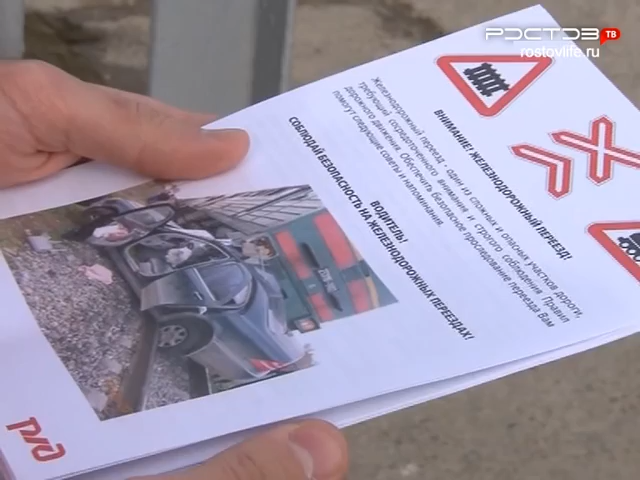 РОСТОВ ТВ
rostovlife.ru
ВНИМАНИЕ! ЖЕЛЕЗНОДОРОЖНЫЙ ПЕРЕЕЗД!
Железнодорожный переезд - один из сложных и опасных участков дороги,
требующий сосредоточенного внимания и строгого соблюдения Правил
дорожного движения. Обеспечить безопасное проследование переезда Вам
помогут следующие советы и напоминания.
ВОДИТЕЛЬ!
СОБЛЮДАЙ БЕЗОПАСНОСТЬ НА ЖЕЛЕЗНОДОРОЖНЫХ ПЕРЕЕЗДАХ!
РЖД